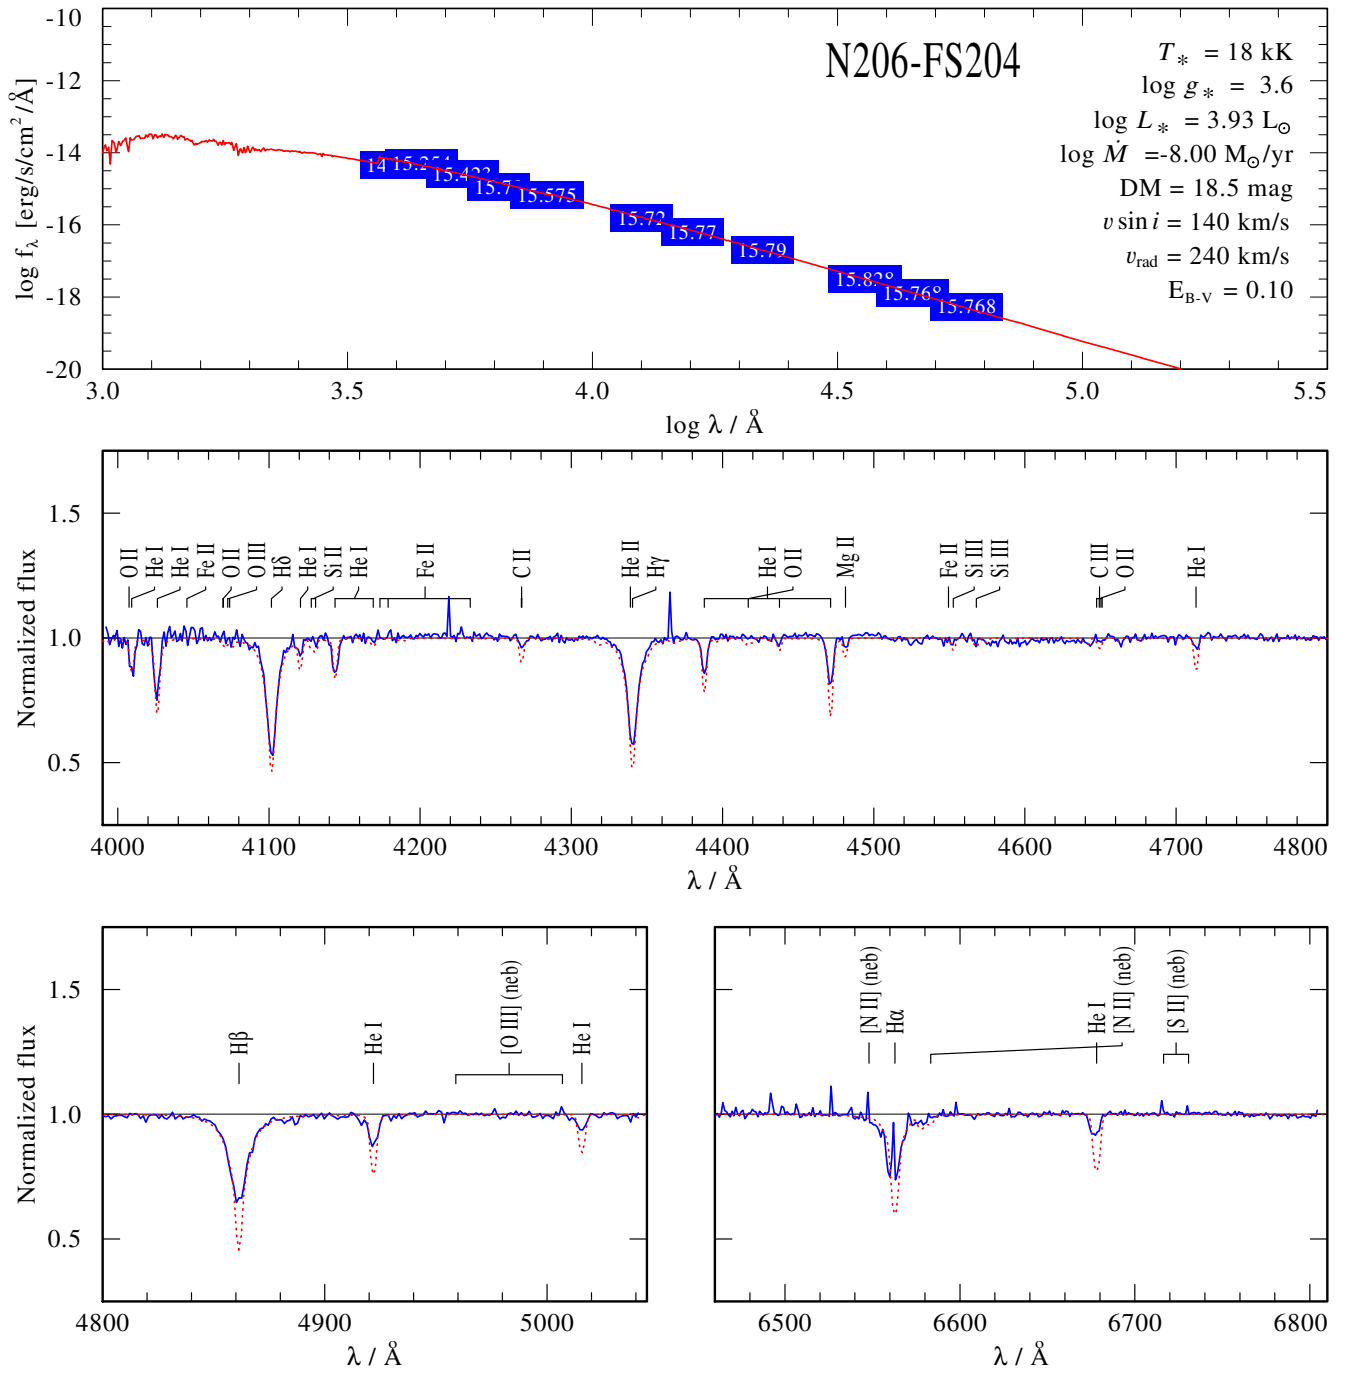 N206-FS204
T* = 18 kK
log g* = 3.6
log L* = 3.93 L⊙
log Ṁ =-8.00 M⊙/yr
DM = 18.5 mag
v sin i = 140 km/s
vrad = 240 km/s
EB-V = 0.10
log fλ [erg/s/cm²/Å]
-10
-12
-14
-16
-18
-20
14
15.423
15.575
15.72
15.77
15.79
15.828
15.768
15.768
3.0 3.5 4.0 4.5 5.0 5.5
log λ / Å
Normalized flux
1.5
1.0
0.5
O II He I He I Fe II O II O III Hδ He I Si II He I Fe II C II He II Hγ He I O II Mg II Fe II Si III Si III C III O II He I
4000 4100 4200 4300 4400 4500 4600 4700 4800
λ / Å
Normalized flux
1.5
1.0
0.5
Hβ He I [O III] (neb) He I
4800 4900 5000
λ / Å
[N II] (neb) Hα He I [N II] (neb) [S II] (neb)
6500 6600 6700 6800
λ / Å